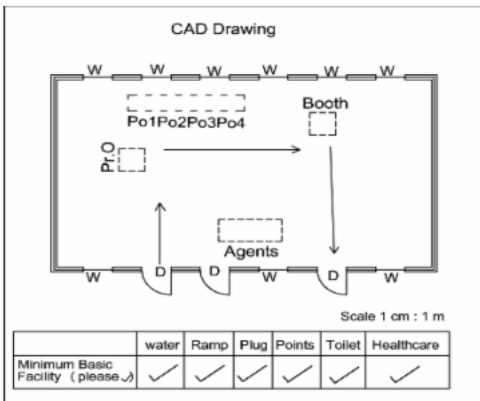 CAD Drawing
W W W W W W
Po1Po2Po3Po4
Booth
Pr.O
Agents
W D D W D W
Scale 1 cm : 1 m
water Ramp Plug Points Toilet Healthcare
Minimum Basic
Facility (please ✓) ✓ ✓ ✓ ✓ ✓ ✓